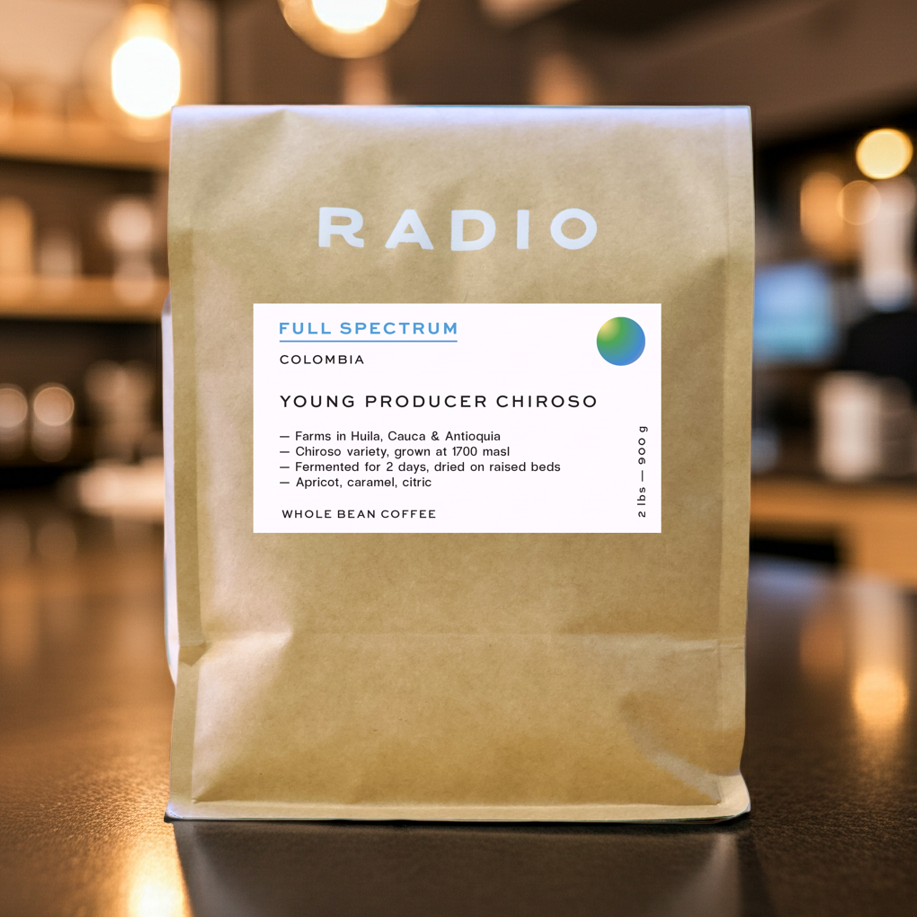 RADIO
FULL SPECTRUM
COLOMBIA
YOUNG PRODUCER CHIROSO
— Farms in Huila, Cauca & Antioquia
— Chiroso variety, grown at 1700 masl
— Fermented for 2 days, dried on raised beds
— Apricot, caramel, citric
WHOLE BEAN COFFEE
2 lbs — 900 g